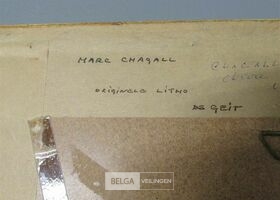 MARC CHAGALL
ORIGINELE LITHO
DE GEIT
BELGA VEILINGEN